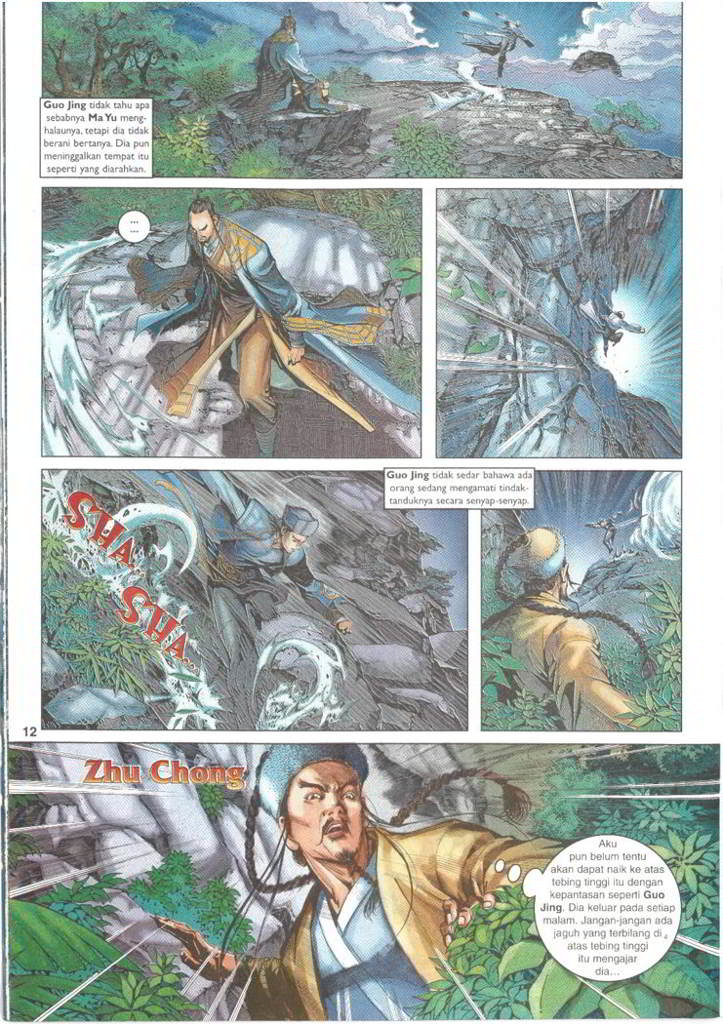 Guo Jing tidak tahu apa
sebabnya Ma Yu meng-
halaunya, tetapi dia tidak
berani bertanya. Dia pun
meninggalkan tempat itu
seperti yang diarahkan.
...
...
Guo Jing tidak sedar bahawa ada
orang sedang mengamati tindak-
tanduknya secara senyap-senyap.
SHA..
SHA...
12
Zhu Chong
Aku
pun belum tentu
akan dapat naik ke atas
tebing tinggi itu dengan
kepantasan seperti Guo
Jing. Dia keluar pada setiap
malam. Jangan-jangan ada
jaguh yang terbilang di
atas tebing tinggi
itu mengajar
dia...